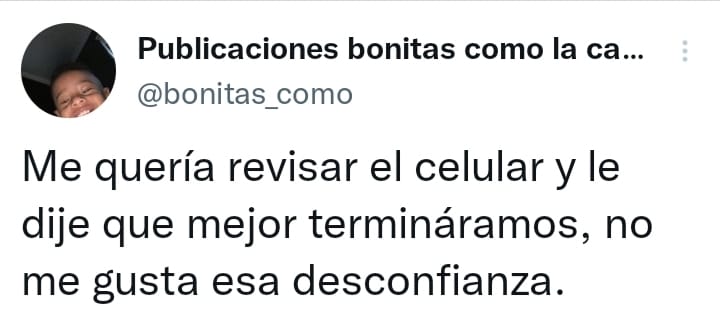 Publicaciones bonitas como la ca...
@bonitas_como
Me quería revisar el celular y le
dije que mejor termináramos, no
me gusta esa desconfianza.